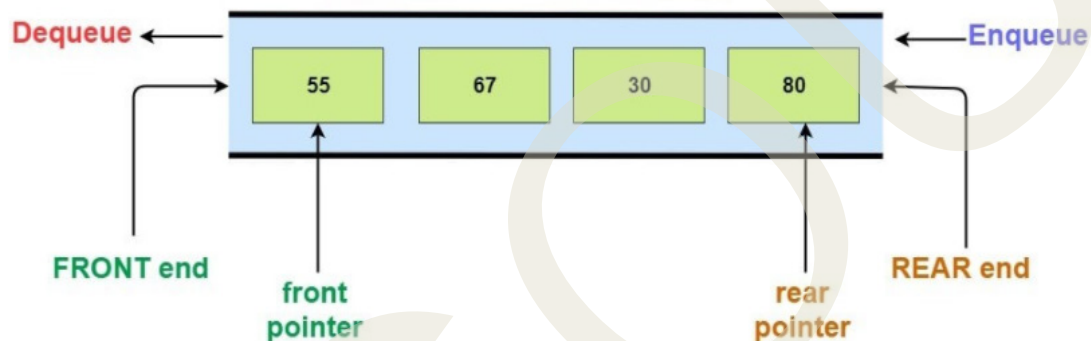 Dequeue
Enqueue
55
67
30
80
FRONT end
REAR end
front
pointer
rear
pointer